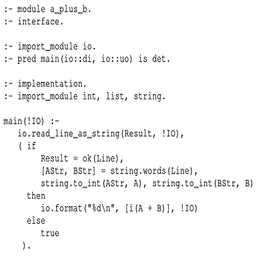 :- module a_plus_b.
:- interface.

:- import_module io.
:- pred main(io::di, io::uo) is det.

:- implementation.
:- import_module int, list, string.

main(!IO) :-
   io.read_line_as_string(Result, !IO),
   ( if
       Result = ok(Line),
       [AStr, BStr] = string.words(Line),
       string.to_int(AStr, A), string.to_int(BStr, B)
     then
       io.format("%d\n", [i(A + B)], !IO)
     else
       true
    ).